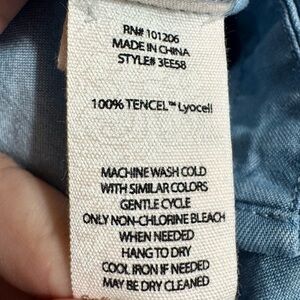 RN# 101206
MADE IN CHINA
STYLE# 3EE58
100% TENCEL™ Lyocell
MACHINE WASH COLD
WITH SIMILAR COLORS
GENTLE CYCLE
ONLY NON-CHLORINE BLEACH
WHEN NEEDED
HANG TO DRY
COOL IRON IF NEEDED
MAY BE DRY CLEANED